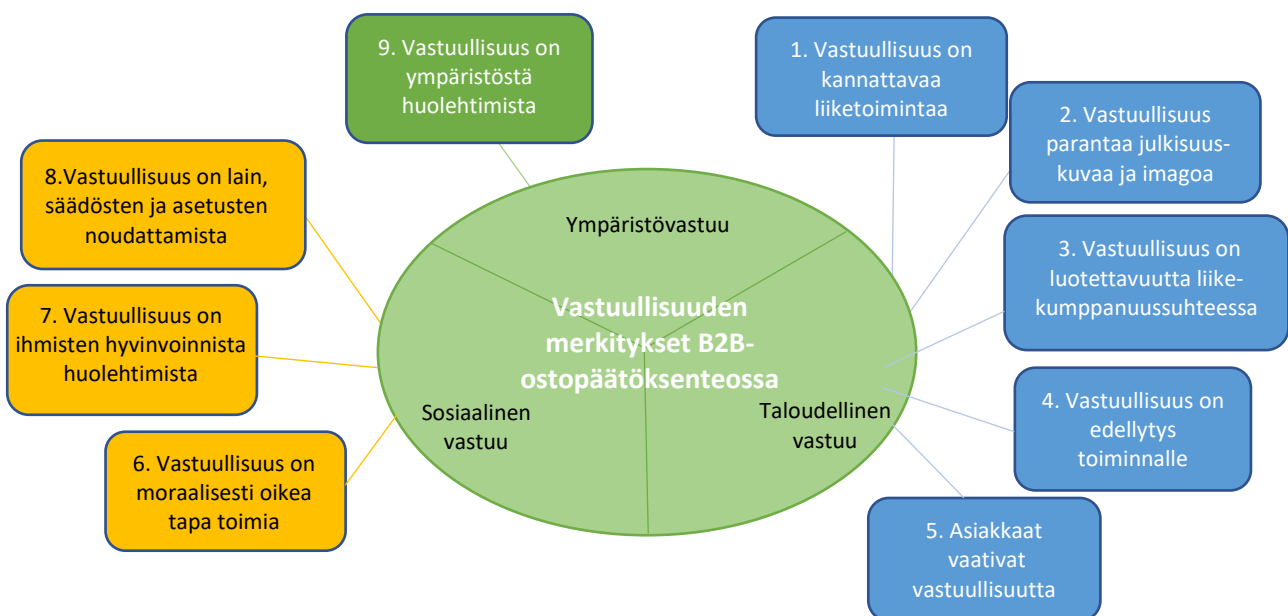 9. Vastuullisuus on
ympäristöstä
huolehtimista
1. Vastuullisuus on
kannattavaa
liiketoimintaa
2. Vastuullisuus
parantaa julkisuus-
kuvaa ja imagoa
3. Vastuullisuus on
luotettavuutta liike-
kumppanuussuhteessa
4. Vastuullisuus on
edellytys
toiminnalle
5. Asiakkaat
vaativat
vastuullisuutta
6. Vastuullisuus on
moraalisesti oikea
tapa toimia
7. Vastuullisuus on
ihmisten hyvinvoinnista
huolehtimista
8.Vastuullisuus on lain,
säädösten ja asetusten
noudattamista
Ympäristövastuu
Vastuullisuuden
merkitykset B2B-
ostopäätöksenteossa
Sosiaalinen
vastuu
Taloudellinen
vastuu